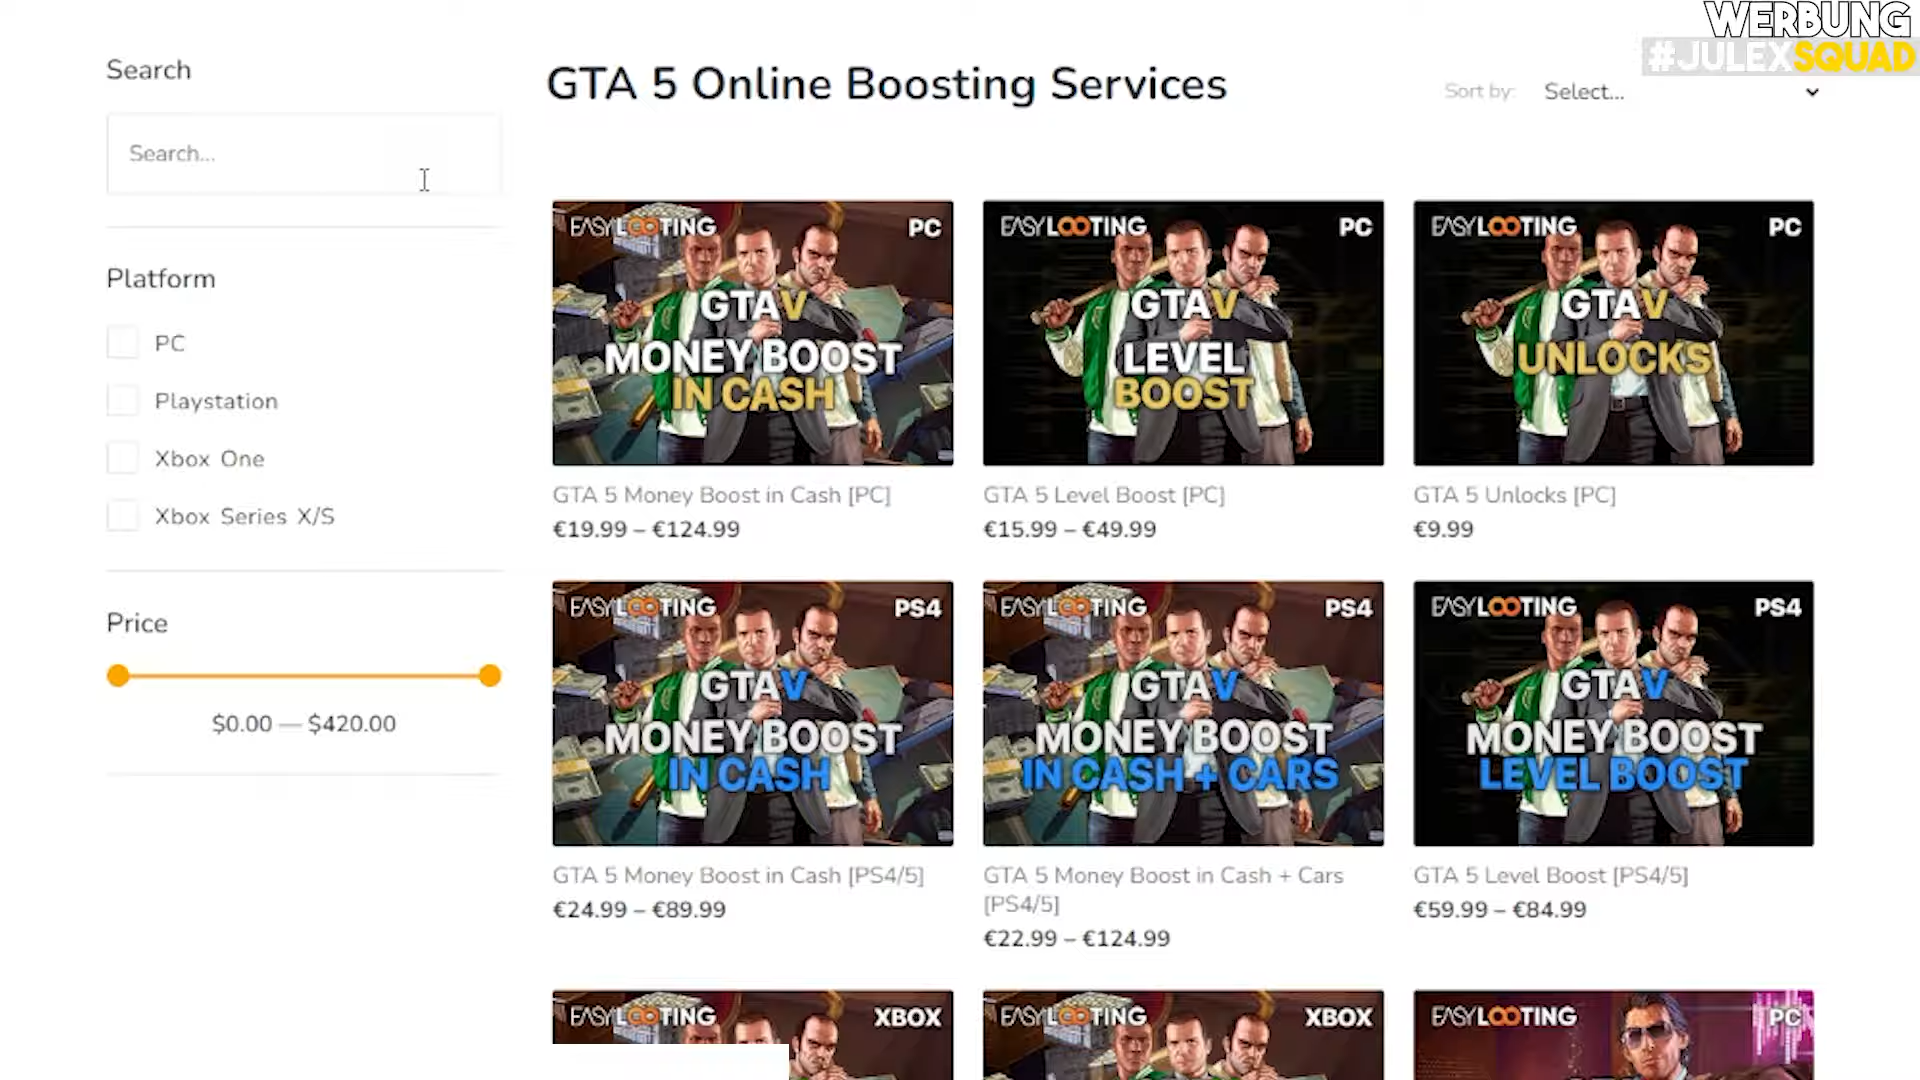 WERBUNG
#JULEXSQUAD
Search
Search...
Platform
PC
Playstation
Xbox One
Xbox Series X/S
Price
$0.00 — $420.00
GTA 5 Online Boosting Services
Sort by: Select...
EASYLOOTING PC
GTAV
MONEY BOOST
IN CASH
GTA 5 Money Boost in Cash [PC]
€19.99 – €124.99
EASYLOOTING PC
GTAV
LEVEL
BOOST
GTA 5 Level Boost [PC]
€15.99 – €49.99
EASYLOOTING PC
GTAV
UNLOCKS
GTA 5 Unlocks [PC]
€9.99
EASYLOOTING PS4
GTAV
MONEY BOOST
IN CASH
GTA 5 Money Boost in Cash [PS4/5]
€24.99 – €89.99
EASYLOOTING PS4
GTAV
MONEY BOOST
IN CASH + CARS
GTA 5 Money Boost in Cash + Cars
[PS4/5]
€22.99 – €124.99
EASYLOOTING PS4
GTAV
MONEY BOOST
LEVEL BOOST
GTA 5 Level Boost [PS4/5]
€59.99 – €84.99
EASYLOOTING XBOX
EASYLOOTING XBOX
EASYLOOTING PC